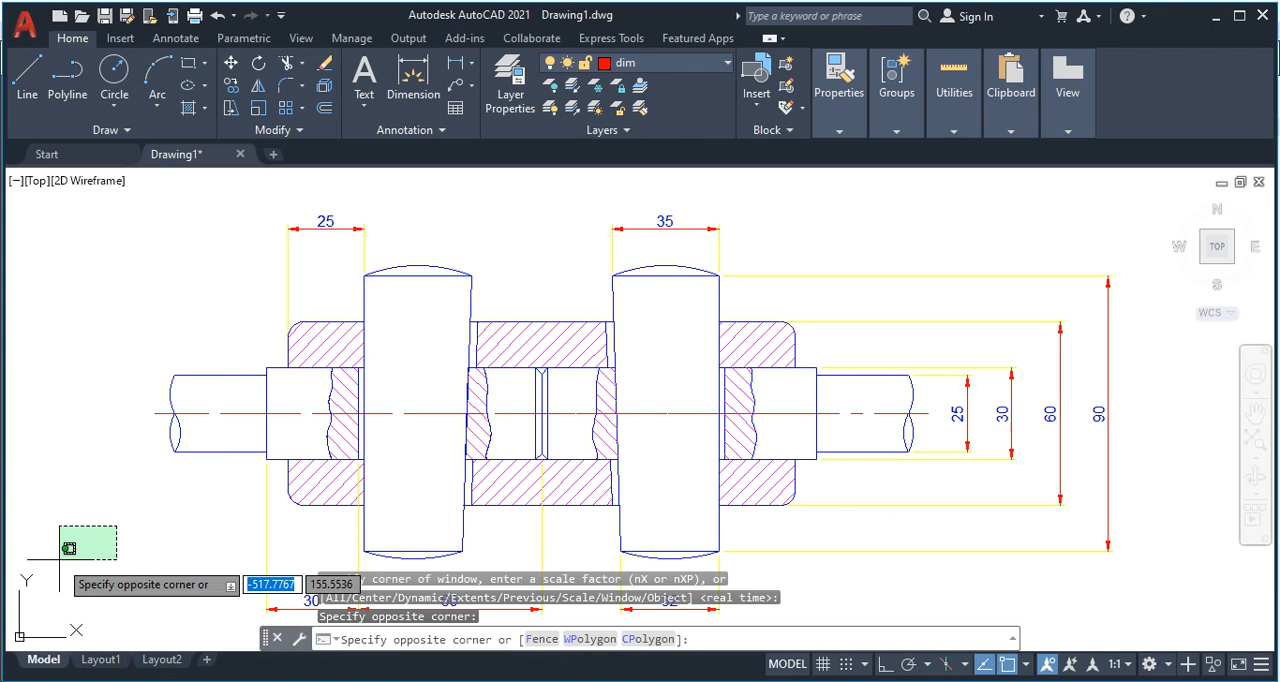 Autodesk AutoCAD 2021 Drawing1.dwg
Type a keyword or phrase
Sign In
Home Insert Annotate Parametric View Manage Output Add-ins Collaborate Express Tools Featured Apps
dim
Line Polyline Circle Arc
Text Dimension
Layer
Properties
Insert
Properties Groups Utilities Clipboard View
Draw Modify Annotation Layers Block
Start Drawing1*
[−][Top][2D Wireframe]
N
W TOP E
S
WCS
25 35
25 30 60 90
Y
X
Specify opposite corner or -517.7767 155.5536
y corner of window, enter a scale factor (nX or nXP), or
[All/Center/Dynamic/Extents/Previous/Scale/Window/Object] <real time>:
30
Specify opposite corner:
Specify opposite corner or [Fence WPolygon CPolygon]:
Model Layout1 Layout2
MODEL 1:1